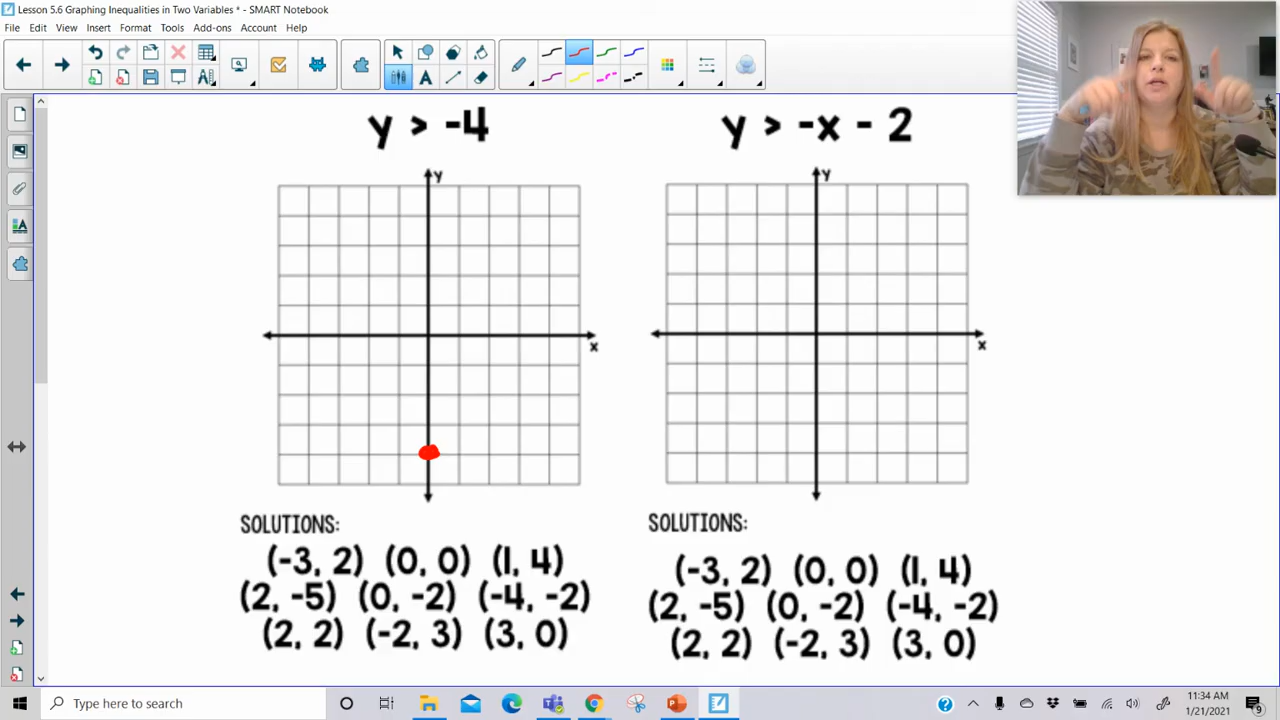 Lesson 5.6 Graphing Inequalities in Two Variables * - SMART Notebook
File Edit View Insert Format Tools Add-ons Account Help
y > -4
y
x
SOLUTIONS:
(-3, 2) (0, 0) (1, 4)
(2, -5) (0, -2) (-4, -2)
(2, 2) (-2, 3) (3, 0)
y > -x - 2
y
x
SOLUTIONS:
(-3, 2) (0, 0) (1, 4)
(2, -5) (0, -2) (-4, -2)
(2, 2) (-2, 3) (3, 0)
Type here to search
11:34 AM
1/21/2021
9